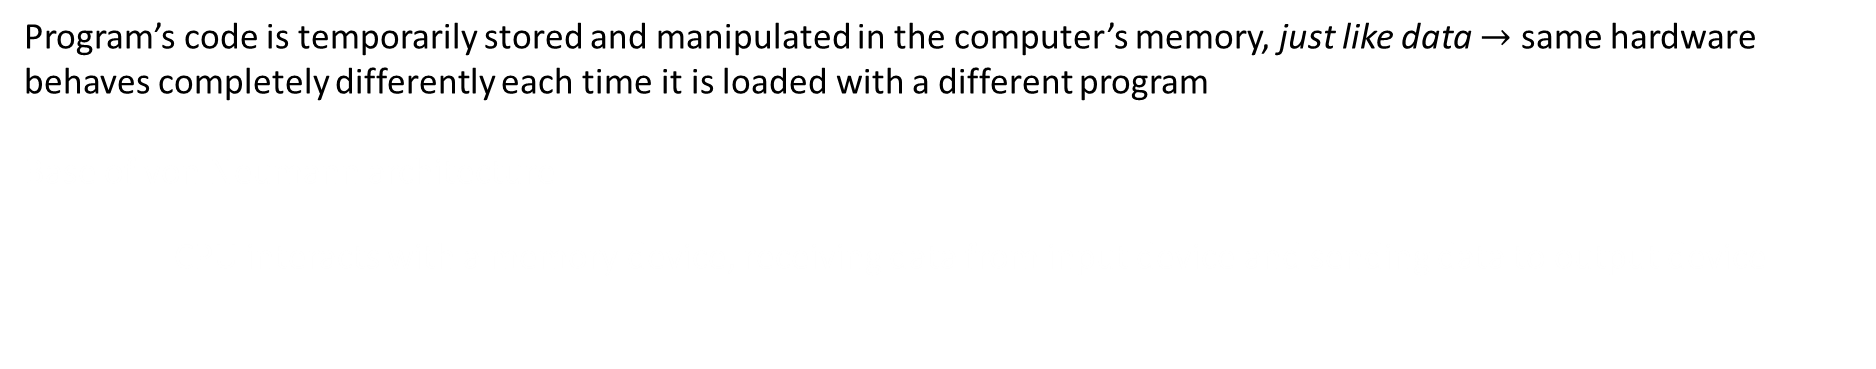 Program’s code is temporarily stored and manipulated in the computer’s memory, just like data → same hardware
behaves completely differently each time it is loaded with a different program